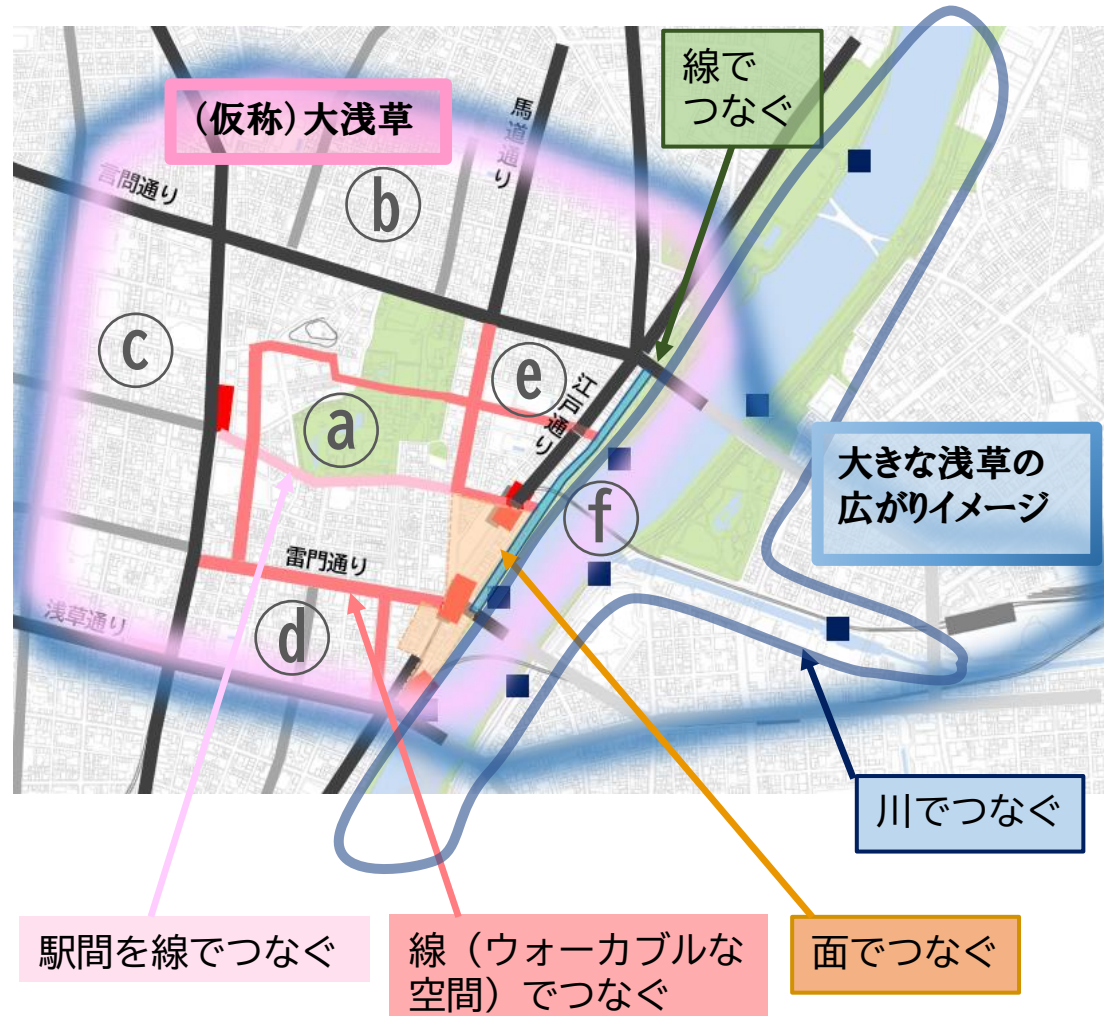 線で
つなぐ
(仮称)大浅草
馬道通り
言問通り
ⓑ
ⓒ
ⓔ
江戸通り
ⓐ
大きな浅草の
広がりイメージ
ⓕ
雷門通り
浅草通り
ⓓ
川でつなぐ
駅間を線でつなぐ
線（ウォーカブルな
空間）でつなぐ
面でつなぐ